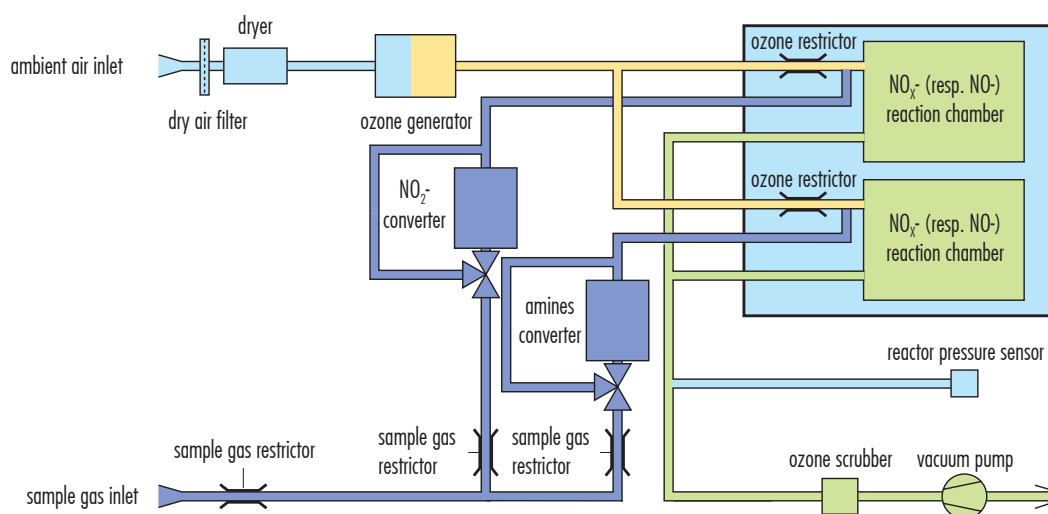 dryer
ambient air inlet
dry air filter
ozone generator
ozone restrictor
NOX- (resp. NO-)
reaction chamber
NO2-
converter
ozone restrictor
NOX- (resp. NO-)
reaction chamber
amines
converter
reactor pressure sensor
sample gas restrictor
sample gas
restrictor
sample gas
restrictor
ozone scrubber
vacuum pump
sample gas inlet